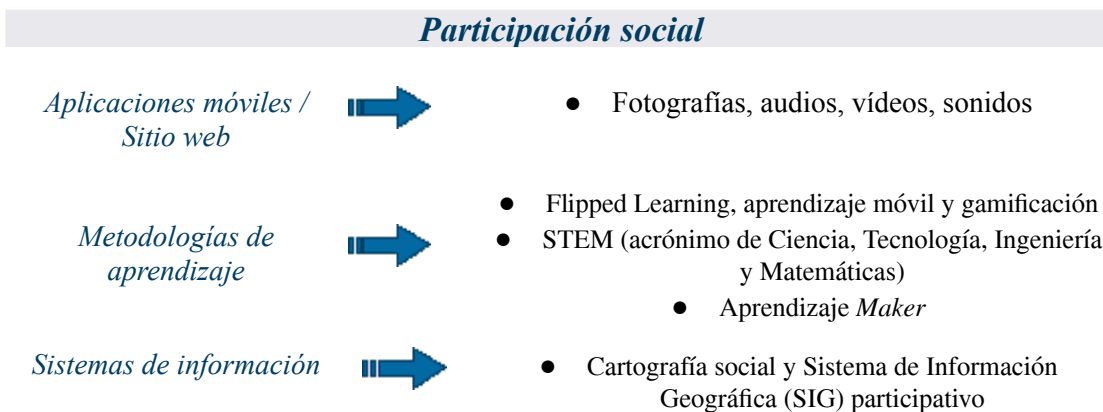 Participación social
Aplicaciones móviles /
Sitio web
● Fotografías, audios, vídeos, sonidos
Metodologías de
aprendizaje
● Flipped Learning, aprendizaje móvil y gamificación
● STEM (acrónimo de Ciencia, Tecnología, Ingeniería
y Matemáticas)
● Aprendizaje Maker
Sistemas de información
● Cartografía social y Sistema de Información
Geográfica (SIG) participativo